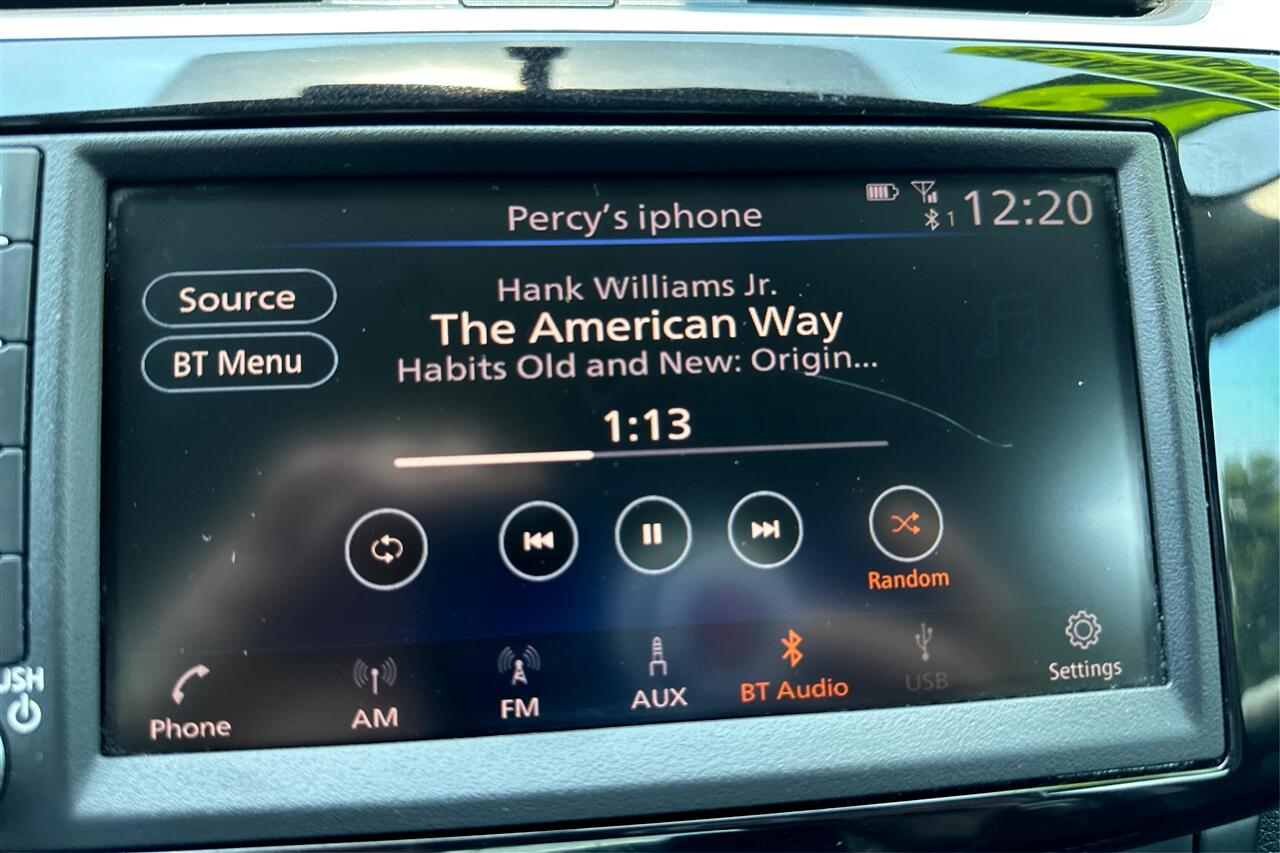 Percy's iphone
1 12:20
Source
BT Menu
Hank Williams Jr.
The American Way
Habits Old and New: Origin...
1:13
Random
Phone
AM
FM
AUX
BT Audio
USB
Settings